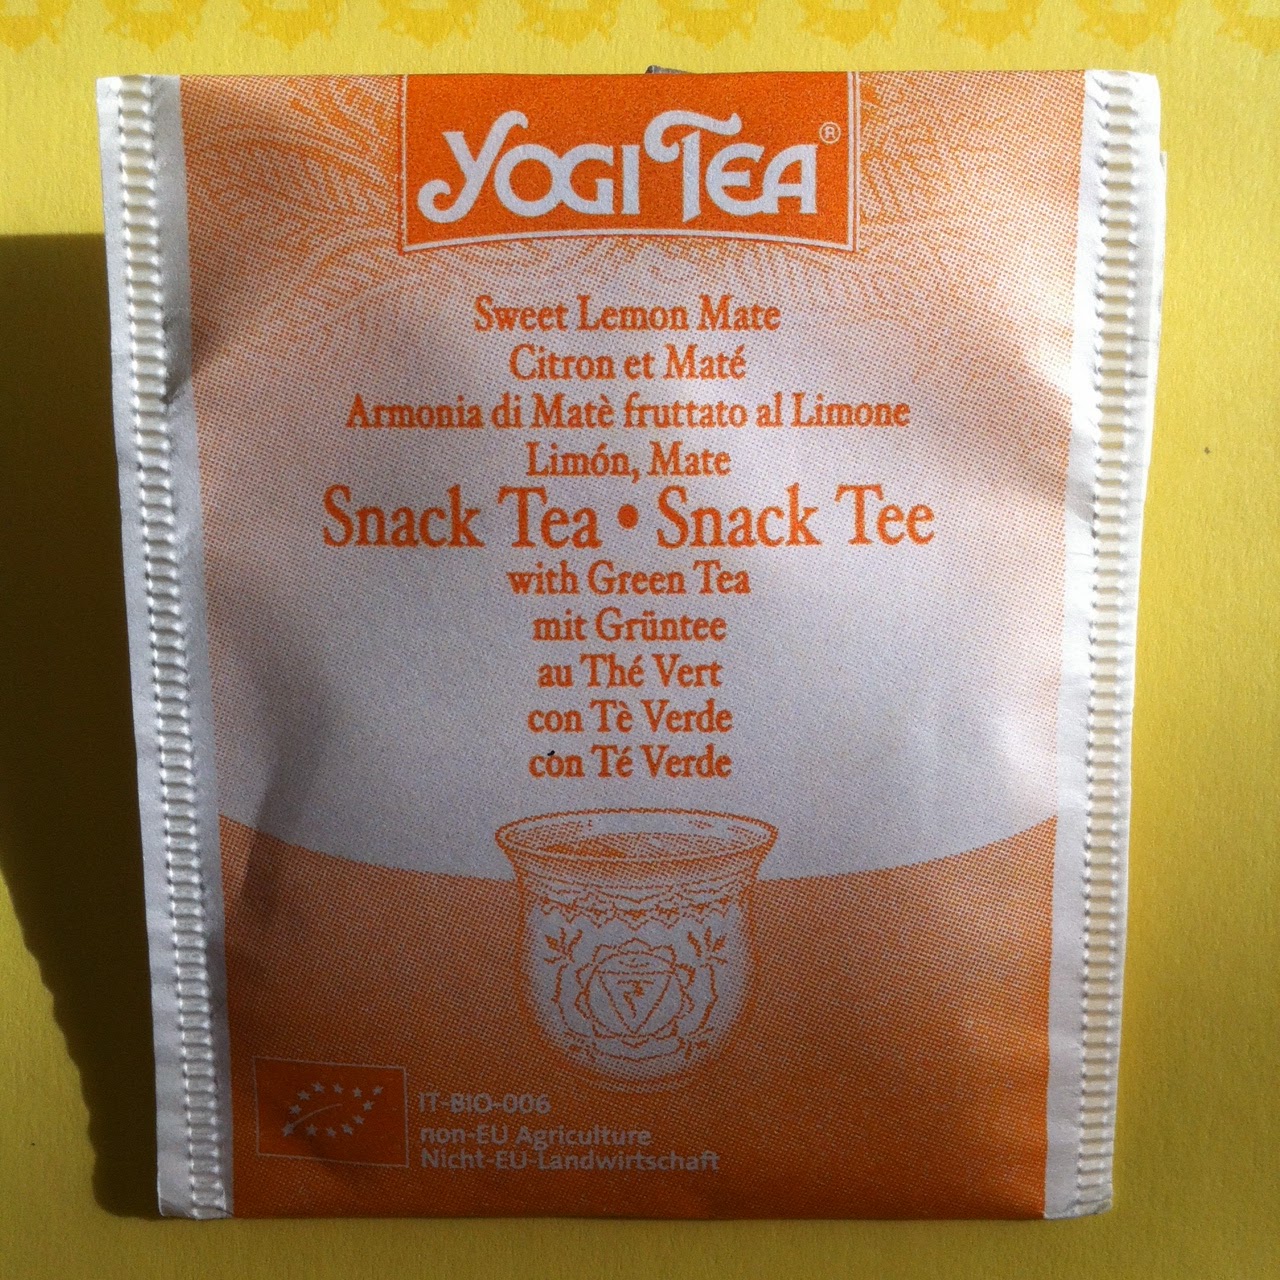 YOGI TEA®
Sweet Lemon Mate
Citron et Maté
Armonia di Matè fruttato al Limone
Limón, Mate
Snack Tea • Snack Tee
with Green Tea
mit Grüntee
au Thé Vert
con Tè Verde
con Té Verde
IT-BIO-006
non-EU Agriculture
Nicht-EU-Landwirtschaft